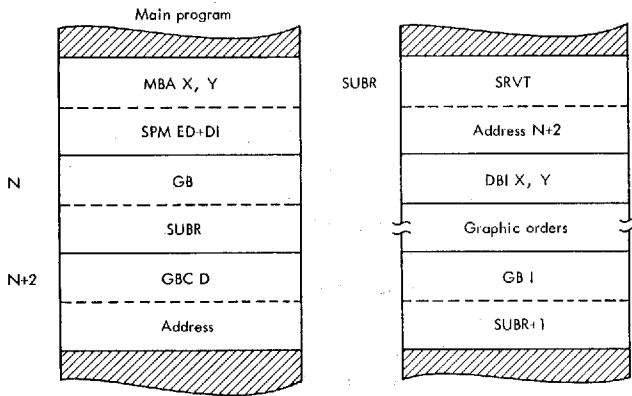 Main program
MBA X, Y
SPM ED+DI
N
GB
SUBR
N+2
GBC D
Address
SUBR
SRVT
Address N+2
DBI X, Y
Graphic orders
GB I
SUBR+1